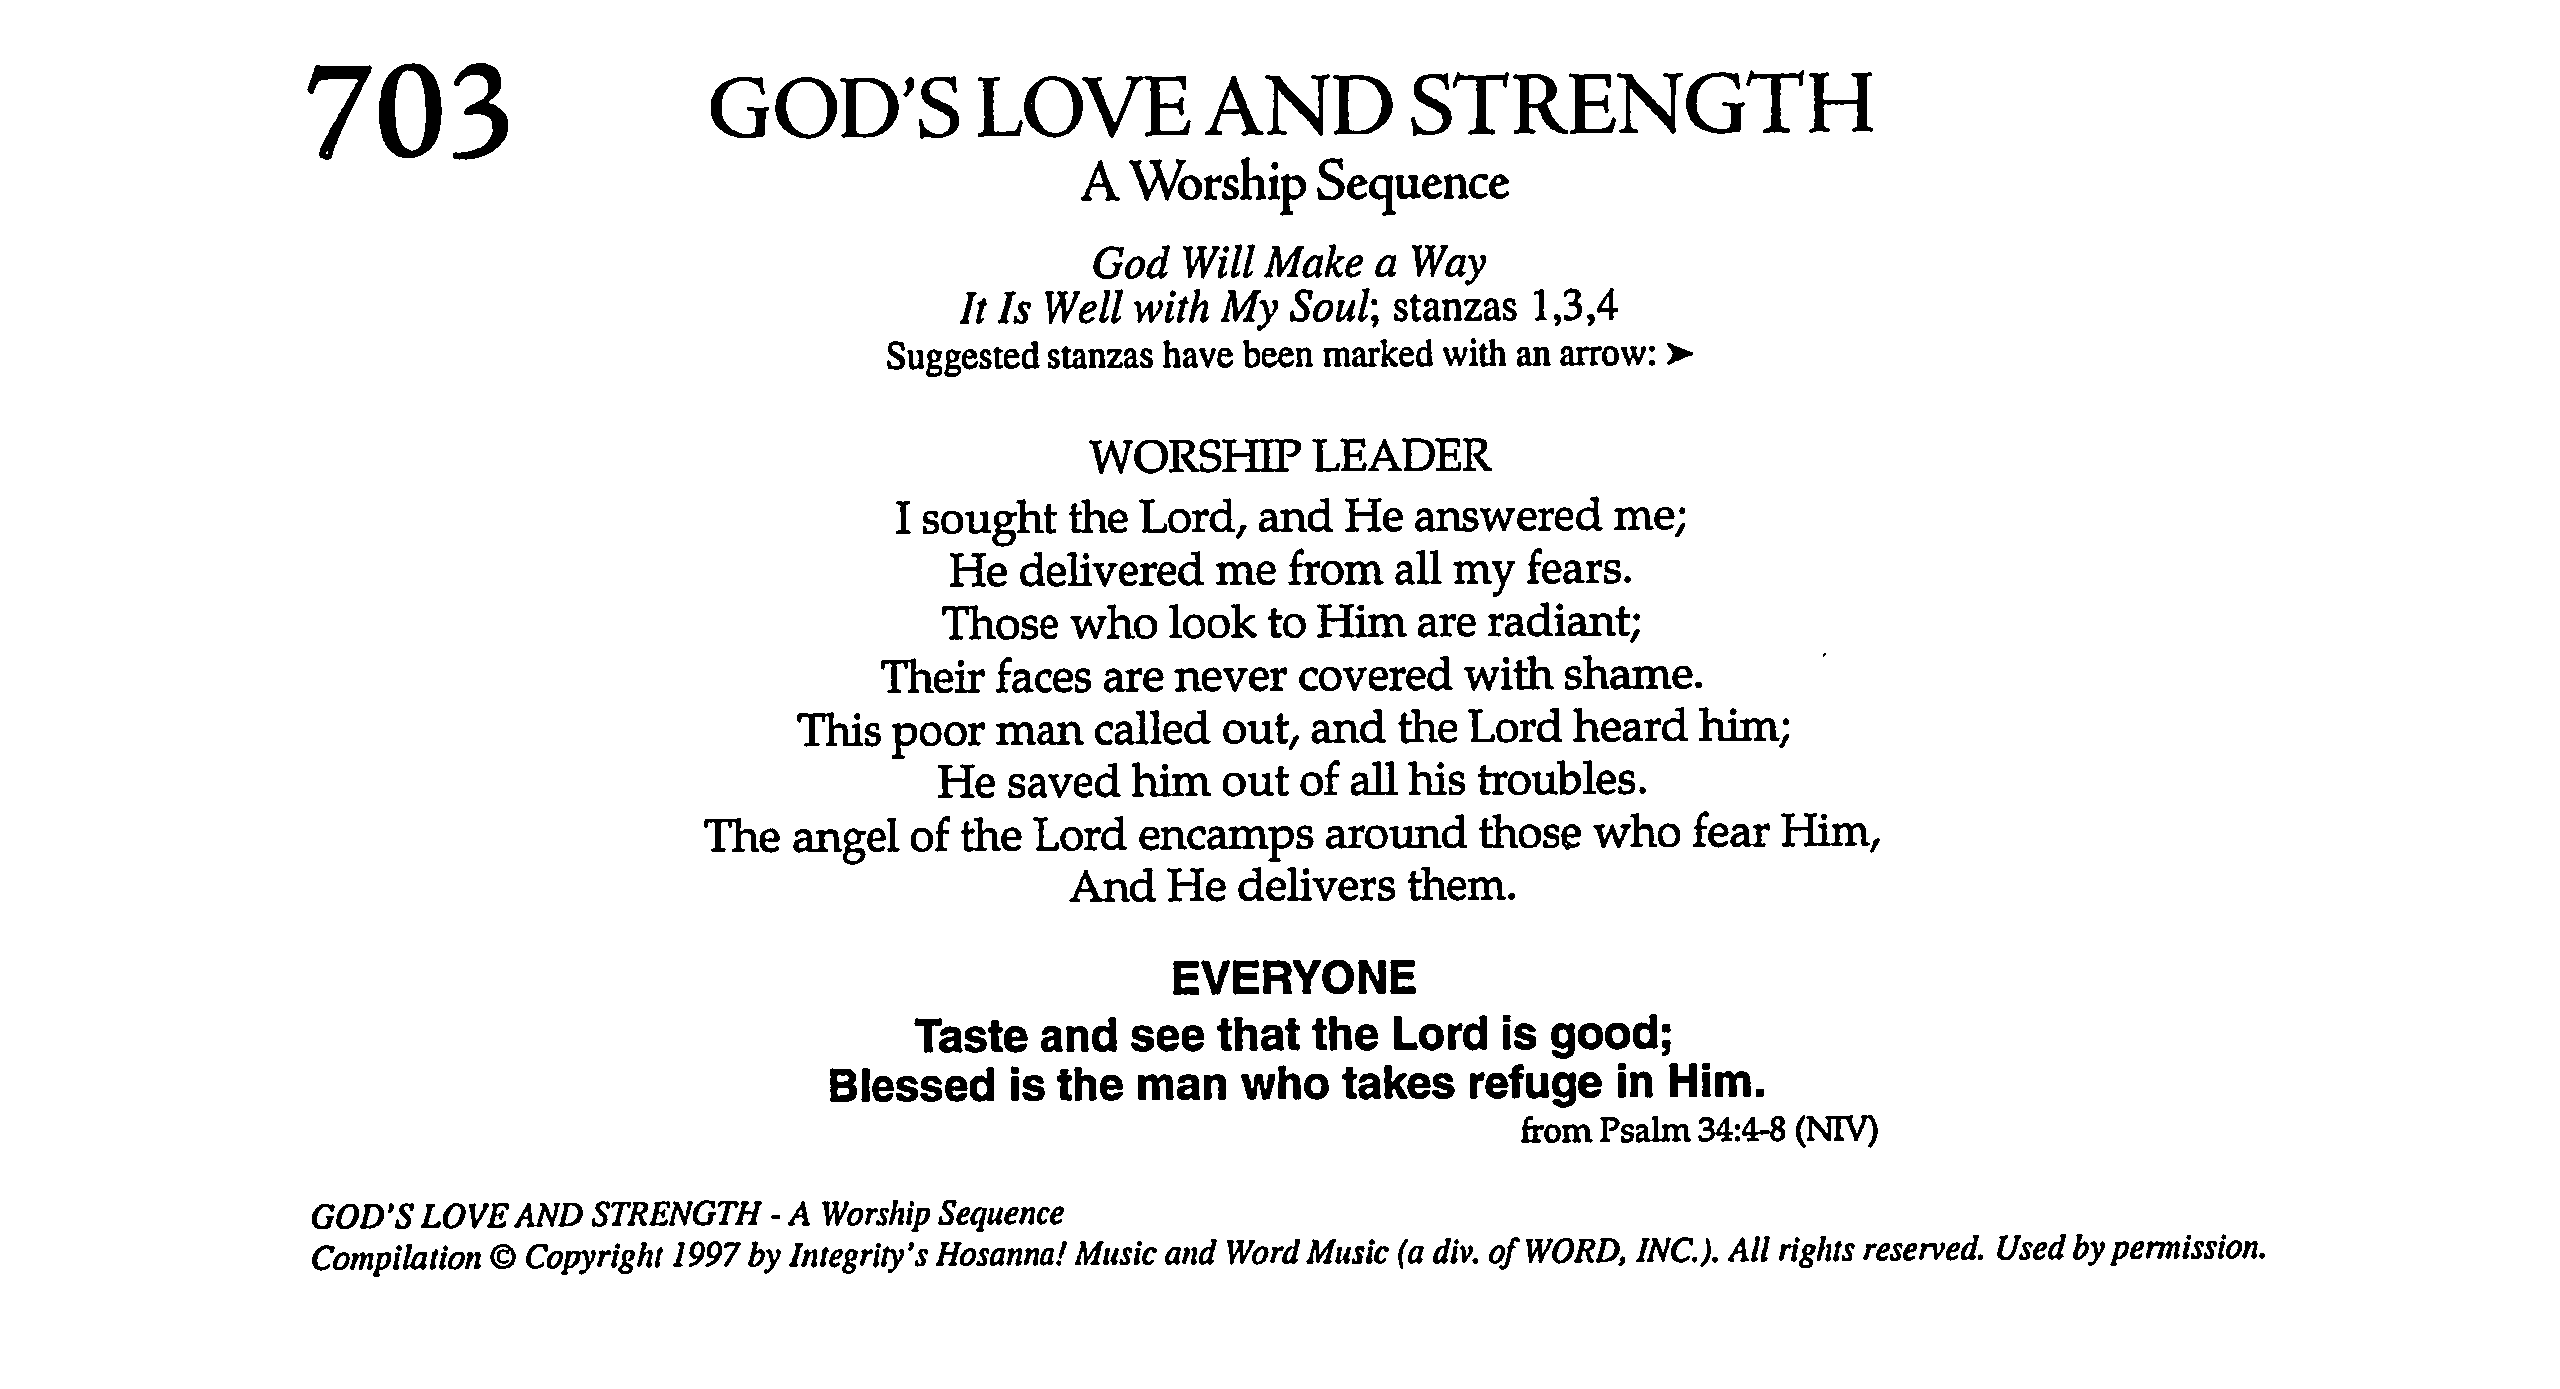 703
GOD'S LOVE AND STRENGTH
A Worship Sequence
God Will Make a Way
It Is Well with My Soul; stanzas 1,3,4
Suggested stanzas have been marked with an arrow: ➤
WORSHIP LEADER
I sought the Lord, and He answered me;
He delivered me from all my fears.
Those who look to Him are radiant;
Their faces are never covered with shame.
This poor man called out, and the Lord heard him;
He saved him out of all his troubles.
The angel of the Lord encamps around those who fear Him,
And He delivers them.
EVERYONE
Taste and see that the Lord is good;
Blessed is the man who takes refuge in Him.
from Psalm 34:4-8 (NIV)
GOD'S LOVE AND STRENGTH - A Worship Sequence
Compilation © Copyright 1997 by Integrity's Hosanna! Music and Word Music (a div. of WORD, INC.). All rights reserved. Used by permission.